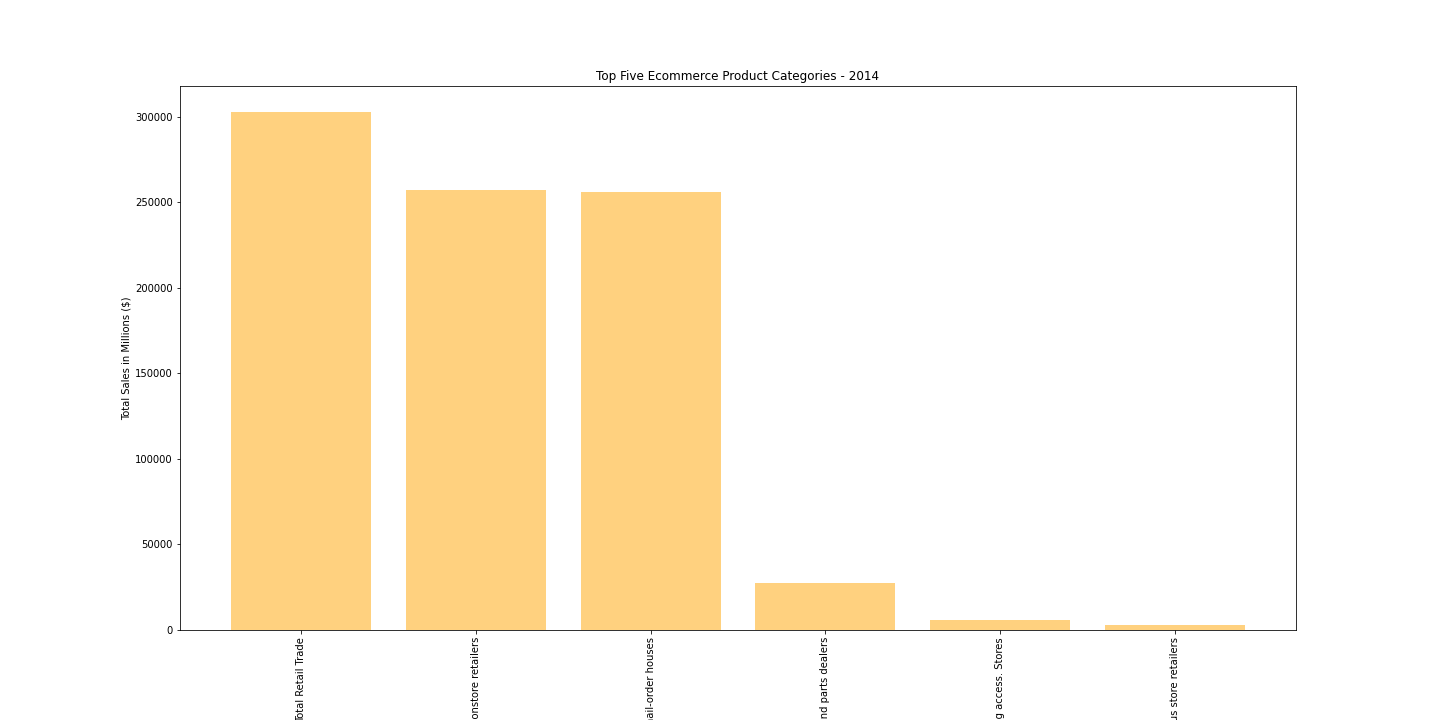 Top Five Ecommerce Product Categories - 2014
Total Sales in Millions ($)
300000
250000
200000
150000
100000
50000
0
Total Retail Trade
onstore retailers
ail-order houses
nd parts dealers
g access. Stores
us store retailers